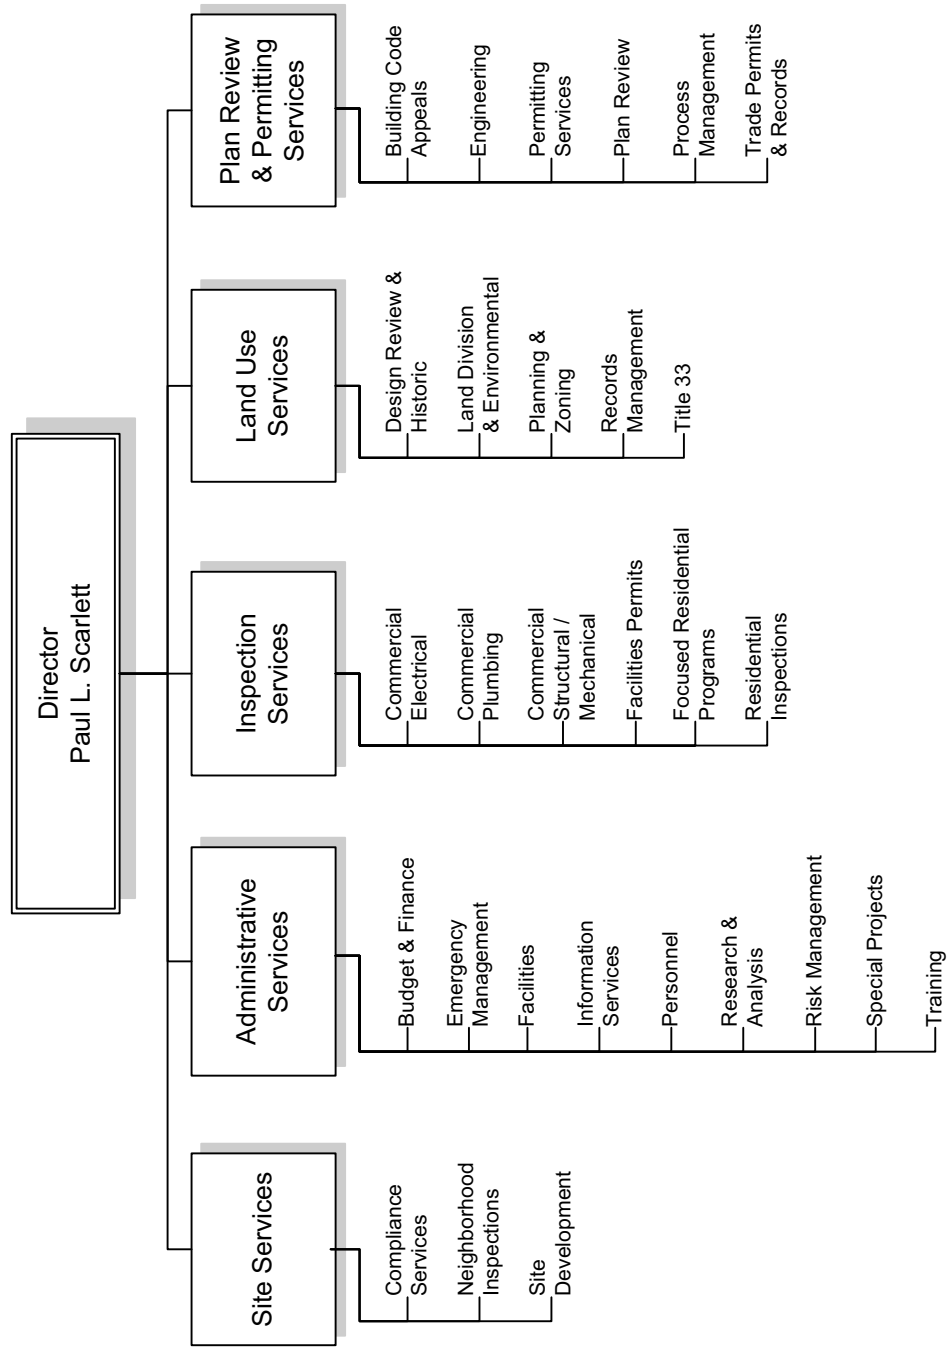 Director
Paul L. Scarlett
Site Services
Compliance
Services
Neighborhood
Inspections
Site
Development
Administrative
Services
Budget & Finance
Emergency
Management
Facilities
Information
Services
Personnel
Research &
Analysis
Risk Management
Special Projects
Training
Inspection
Services
Commercial
Electrical
Commercial
Plumbing
Commercial
Structural /
Mechanical
Facilities Permits
Focused Residential
Programs
Residential
Inspections
Land Use
Services
Design Review &
Historic
Land Division
& Environmental
Planning &
Zoning
Records
Management
Title 33
Plan Review
& Permitting
Services
Building Code
Appeals
Engineering
Permitting
Services
Plan Review
Process
Management
Trade Permits
& Records